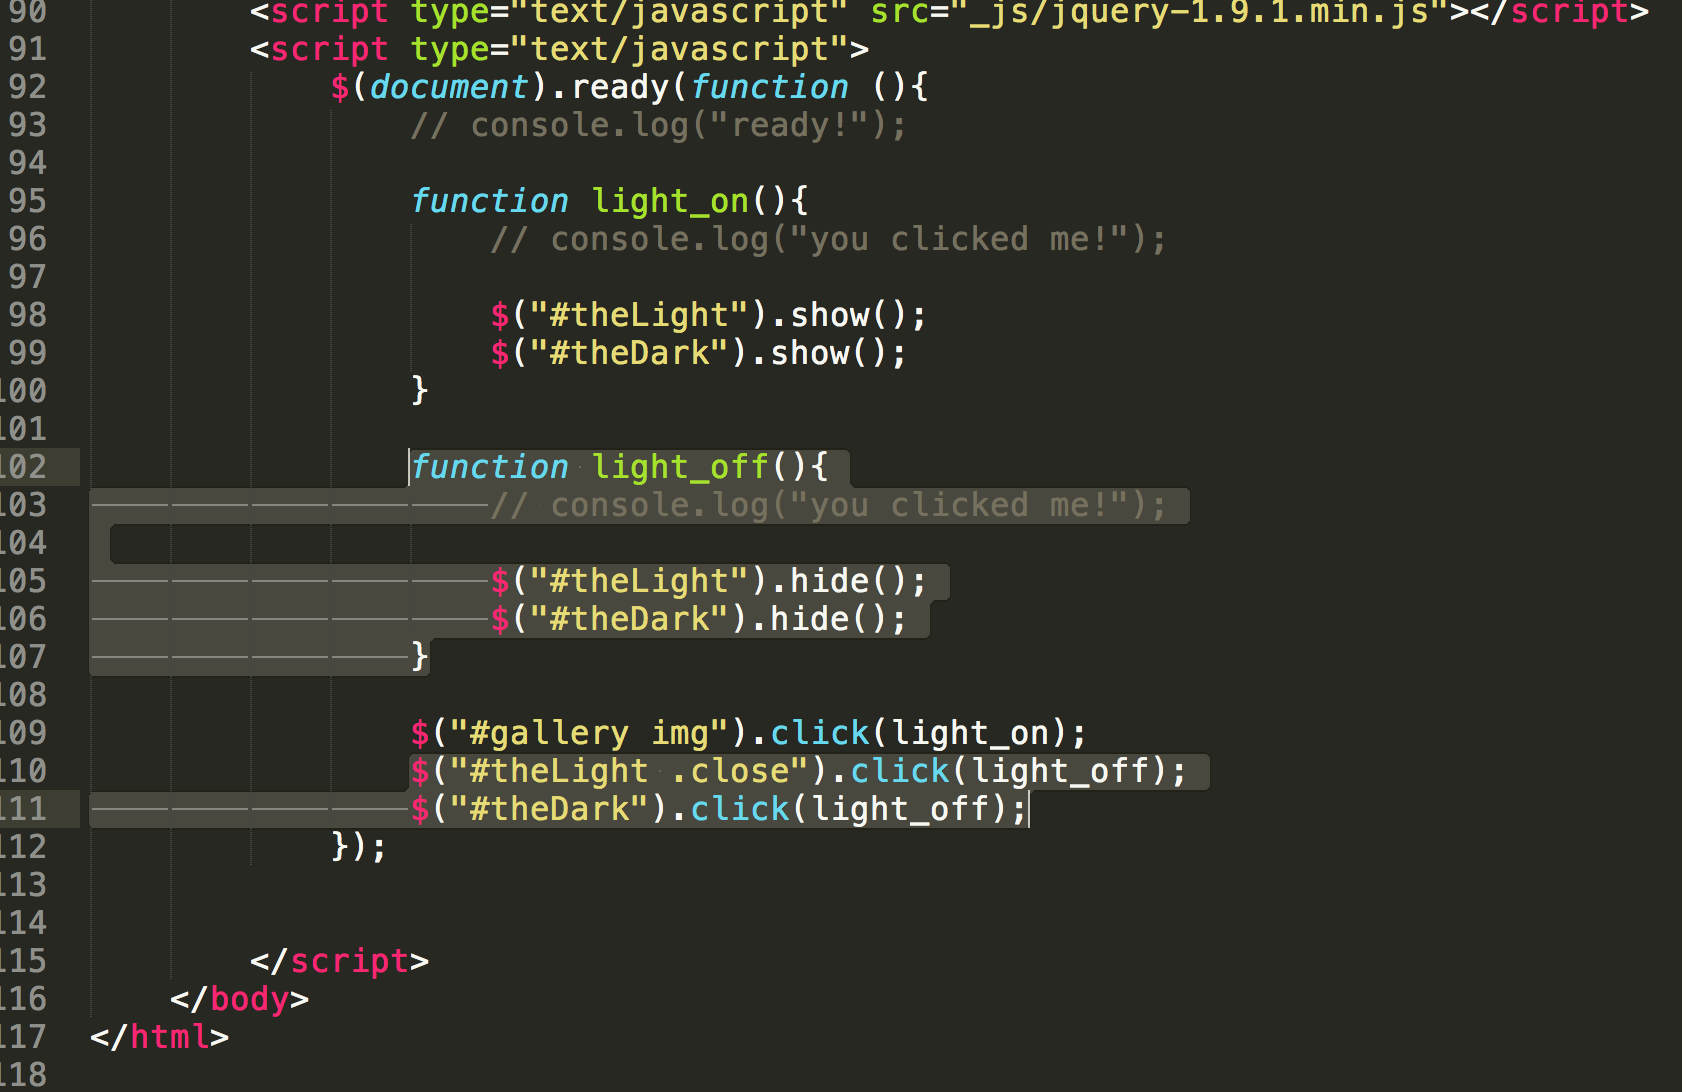 90 <script type="text/javascript" src="_js/jquery-1.9.1.min.js"></script>
91 <script type="text/javascript">
92 $(document).ready(function (){
93 // console.log("ready!");
94
95 function light_on(){
96 // console.log("you clicked me!");
97
98 $("#theLight").show();
99 $("#theDark").show();
100 }
101
102 function light_off(){
103 // console.log("you clicked me!");
104
105 $("#theLight").hide();
106 $("#theDark").hide();
107 }
108
109 $("#gallery img").click(light_on);
110 $("#theLight .close").click(light_off);
111 $("#theDark").click(light_off);
112 });
113
114
115 </script>
116 </body>
117 </html>
118